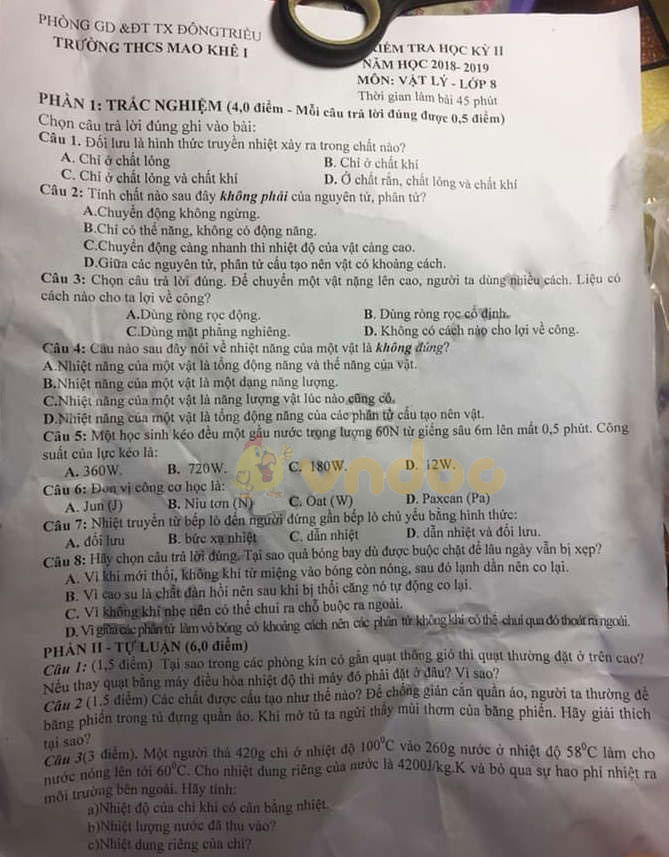 PHÒNG GD &ĐT TX ĐÔNGTRIỀU
TRƯỜNG THCS MAO KHÊ I
KIỂM TRA HỌC KỲ II
NĂM HỌC 2018- 2019
MÔN: VẬT LÝ - LỚP 8
Thời gian làm bài 45 phút
PHẦN 1: TRẮC NGHIỆM (4,0 điểm - Mỗi câu trả lời đúng được 0,5 điểm)
Chọn câu trả lời đúng ghi vào bài:
Câu 1. Đối lưu là hình thức truyền nhiệt xảy ra trong chất nào?
A. Chỉ ở chất lỏng B. Chỉ ở chất khí
C. Chỉ ở chất lỏng và chất khí D. Ở chất rắn, chất lỏng và chất khí
Câu 2: Tính chất nào sau đây không phải của nguyên tử, phân tử?
A.Chuyển động không ngừng.
B.Chỉ có thế năng, không có động năng.
C.Chuyển động càng nhanh thì nhiệt độ của vật càng cao.
D.Giữa các nguyên tử, phân tử cấu tạo nên vật có khoảng cách.
Câu 3: Chọn câu trả lời đúng. Để chuyển một vật nặng lên cao, người ta dùng nhiều cách. Liệu có
cách nào cho ta lợi về công?
A.Dùng ròng rọc động. B. Dùng ròng rọc cố định.
C.Dùng mặt phẳng nghiêng. D. Không có cách nào cho lợi về công.
Câu 4: Câu nào sau đây nói về nhiệt năng của một vật là không đúng?
A.Nhiệt năng của một vật là tổng động năng và thế năng của vật.
B.Nhiệt năng của một vật là một dạng năng lượng.
C.Nhiệt năng của một vật là năng lượng vật lúc nào cũng có.
D.Nhiệt năng của một vật là tổng động năng của các phân tử cấu tạo nên vật.
Câu 5: Một học sinh kéo đều một gầu nước trọng lượng 60N từ giếng sâu 6m lên mất 0,5 phút. Công
suất của lực kéo là:
A. 360W. B. 720W. C. 180W. D. 12W.
vndoc
Câu 6: Đơn vị công cơ học là:
A. Jun (J) B. Niu tơn (N) C. Oat (W) D. Paxcan (Pa)
Câu 7: Nhiệt truyền từ bếp lò đến người đứng gần bếp lò chủ yếu bằng hình thức:
A. đối lưu B. bức xạ nhiệt C. dẫn nhiệt D. dẫn nhiệt và đối lưu.
Câu 8: Hãy chọn câu trả lời đúng. Tại sao quả bóng bay dù được buộc chặt để lâu ngày vẫn bị xẹp?
A. Vì khí mới thổi, không khí từ miệng vào bóng còn nóng, sau đó lạnh dần nên co lại.
B. Vì cao su là chất đàn hồi nên sau khi bị thổi căng nó tự động co lại.
C. Vì không khí nhẹ nên có thể chui ra chỗ buộc ra ngoài.
D. Vì giữa các phân tử làm vỏ bóng có khoảng cách nên các phân tử không khí có thể chui qua đó thoát ra ngoài.
PHẦN II - TỰ LUẬN (6,0 điểm)
Câu 1: (1,5 điểm) Tại sao trong các phòng kín có gắn quạt thông gió thì quạt thường đặt ở trên cao?
Nếu thay quạt bằng máy điều hòa nhiệt độ thì máy đó phải đặt ở đâu? Vì sao?
Câu 2 (1.5 điểm) Các chất được cấu tạo như thế nào? Để chống gián cắn quần áo, người ta thường để
băng phiến trong tủ đựng quần áo. Khi mở tủ ta ngửi thấy mùi thơm của băng phiến. Hãy giải thích
tại sao?
Câu 3(3 điểm). Một người thả 420g chì ở nhiệt độ 100⁰C vào 260g nước ở nhiệt độ 58⁰C làm cho
nước nóng lên tới 60⁰C. Cho nhiệt dung riêng của nước là 4200J/kg.K và bỏ qua sự hao phí nhiệt ra
môi trường bên ngoài. Hãy tính:
a)Nhiệt độ của chì khi có cân bằng nhiệt.
b)Nhiệt lượng nước đã thu vào?
c)Nhiệt dung riêng của chì?